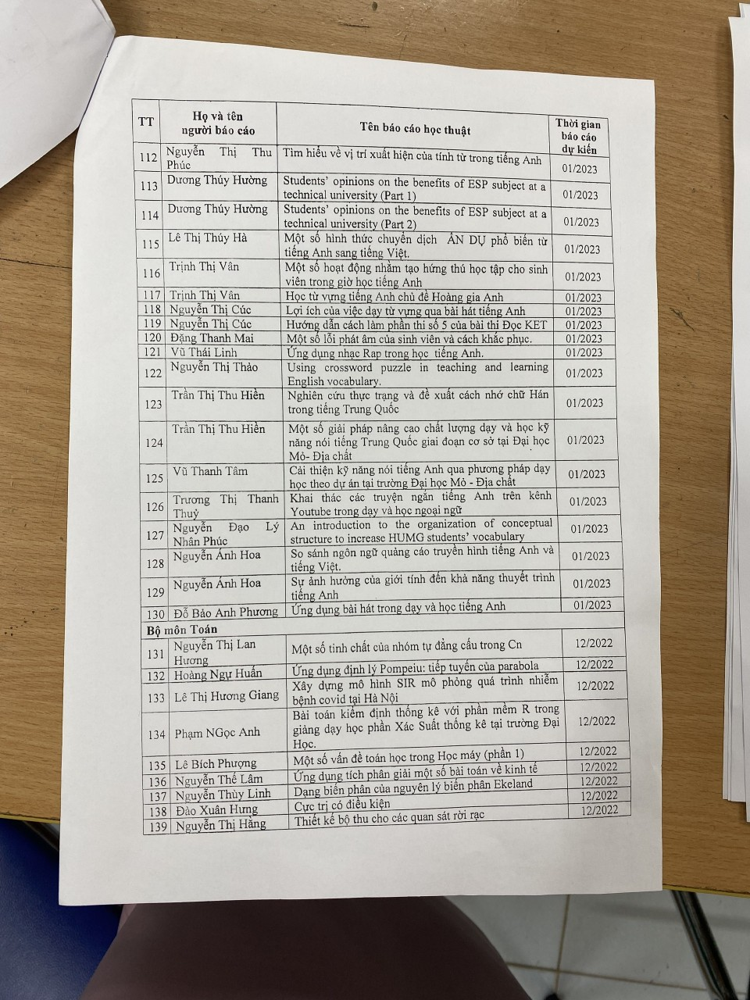 TT Họ và tên người báo cáo Tên báo cáo học thuật Thời gian báo cáo dự kiến
112 Nguyễn Thị Thu Phúc Tìm hiểu về vị trí xuất hiện của tính từ trong tiếng Anh 01/2023
113 Dương Thúy Hường Students' opinions on the benefits of ESP subject at a technical university (Part 1) 01/2023
114 Dương Thúy Hường Students' opinions on the benefits of ESP subject at a technical university (Part 2) 01/2023
115 Lê Thị Thúy Hà Một số hình thức chuyển dịch ẨN DỤ phổ biến từ tiếng Anh sang tiếng Việt. 01/2023
116 Trịnh Thị Vân Một số hoạt động nhằm tạo hứng thú học tập cho sinh viên trong giờ học tiếng Anh 01/2023
117 Trịnh Thị Vân Học từ vựng tiếng Anh chủ đề Hoàng gia Anh 01/2023
118 Nguyễn Thị Cúc Lợi ích của việc dạy từ vựng qua bài hát tiếng Anh 01/2023
119 Nguyễn Thị Cúc Hướng dẫn cách làm phần thi số 5 của bài thi Đọc KET 01/2023
120 Đặng Thanh Mai Một số lỗi phát âm của sinh viên và cách khắc phục. 01/2023
121 Vũ Thái Linh Ứng dụng nhạc Rap trong học tiếng Anh. 01/2023
122 Nguyễn Thị Thảo Using crossword puzzle in teaching and learning English vocabulary. 01/2023
123 Trần Thị Thu Hiền Nghiên cứu thực trạng và đề xuất cách nhớ chữ Hán trong tiếng Trung Quốc 01/2023
124 Trần Thị Thu Hiền Một số giải pháp nâng cao chất lượng dạy và học kỹ năng nói tiếng Trung Quốc giai đoạn cơ sở tại Đại học Mỏ- Địa chất 01/2023
125 Vũ Thanh Tâm Cải thiện kỹ năng nói tiếng Anh qua phương pháp dạy học theo dự án tại trường Đại học Mỏ - Địa chất 01/2023
126 Trương Thị Thanh Thuỷ Khai thác các truyện ngắn tiếng Anh trên kênh Youtube trong dạy và học ngoại ngữ 01/2023
127 Nguyễn Đạo Lý Nhân Phúc An introduction to the organization of conceptual structure to increase HUMG students' vocabulary 01/2023
128 Nguyễn Ánh Hoa So sánh ngôn ngữ quảng cáo truyền hình tiếng Anh và tiếng Việt. 01/2023
129 Nguyễn Ánh Hoa Sự ảnh hưởng của giới tính đến khả năng thuyết trình tiếng Anh 01/2023
130 Đỗ Bảo Anh Phương Ứng dụng bài hát trong dạy và học tiếng Anh 01/2023
Bộ môn Toán
131 Nguyễn Thị Lan Hương Một số tinh chất của nhóm tự đẳng cấu trong Cn 12/2022
132 Hoàng Ngự Huấn Ứng dụng định lý Pompeiu: tiếp tuyến của parabola 12/2022
133 Lê Thị Hương Giang Xây dựng mô hình SIR mô phỏng quá trình nhiễm bệnh covid tại Hà Nội 12/2022
134 Phạm NGọc Anh Bài toán kiểm định thống kê với phần mềm R trong giảng dạy học phần Xác Suất thống kê tại trường Đại Học. 12/2022
135 Lê Bích Phượng Một số vấn đề toán học trong Học máy (phần 1) 12/2022
136 Nguyễn Thế Lâm Ứng dụng tích phân giải một số bài toán về kinh tế 12/2022
137 Nguyễn Thùy Linh Dạng biến phân của nguyên lý biến phân Ekeland 12/2022
138 Đào Xuân Hưng Cực trị có điều kiện 12/2022
139 Nguyễn Thị Hằng Thiết kế bộ thu cho các quan sát rời rạc 12/2022